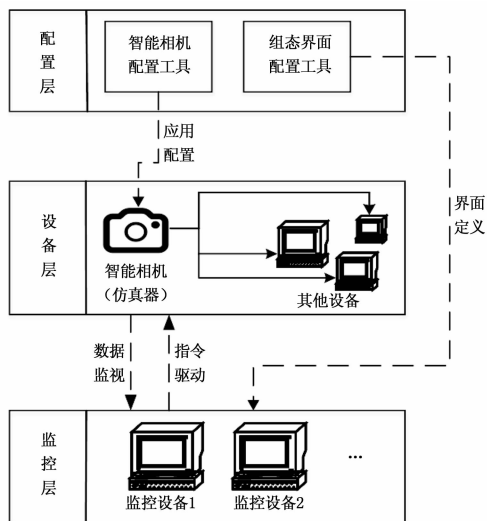 配置层
智能相机
配置工具
组态界面
配置工具
应用
配置
界面
定义
设备层
智能相机
（仿真器）
其他设备
数据
监视
指令
驱动
监控层
监控设备1
监控设备2
...